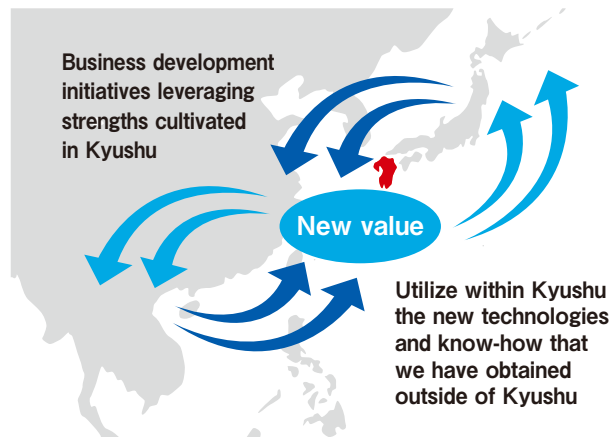 Business development
initiatives leveraging
strengths cultivated
in Kyushu
New value
Utilize within Kyushu
the new technologies
and know-how that
we have obtained
outside of Kyushu